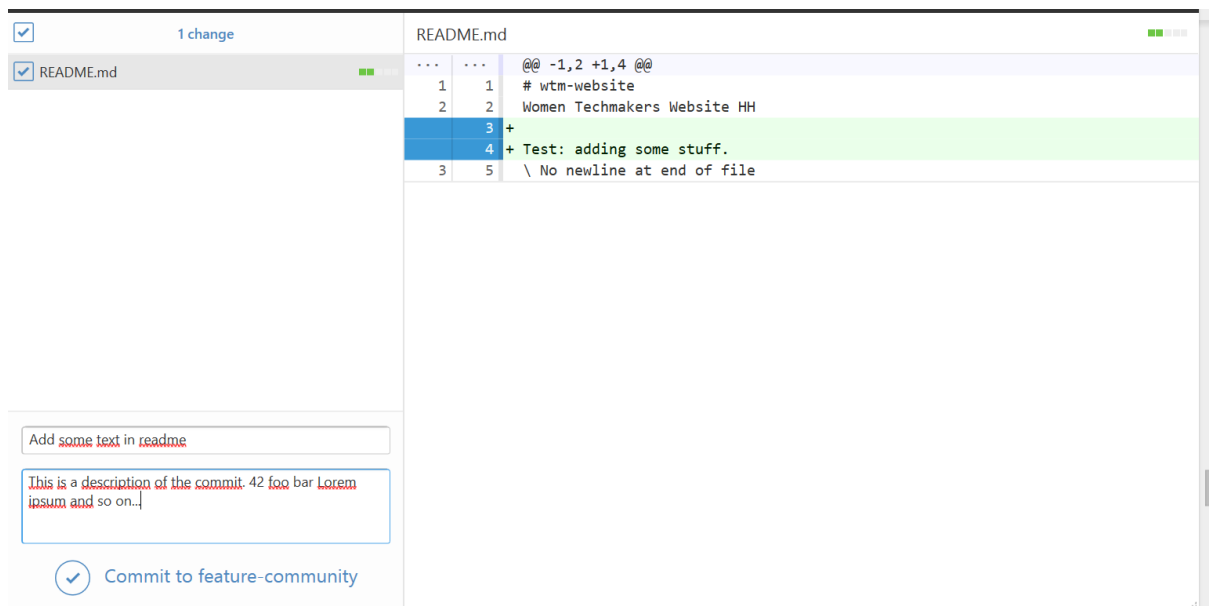 1 change
README.md
Add some text in readme
This is a description of the commit. 42 foo bar Lorem
ipsum and so on...
Commit to feature-community
README.md
... ... @@ -1,2 +1,4 @@
1 1 # wtm-website
2 2 Women Techmakers Website HH
3 +
4 + Test: adding some stuff.
3 5 \ No newline at end of file